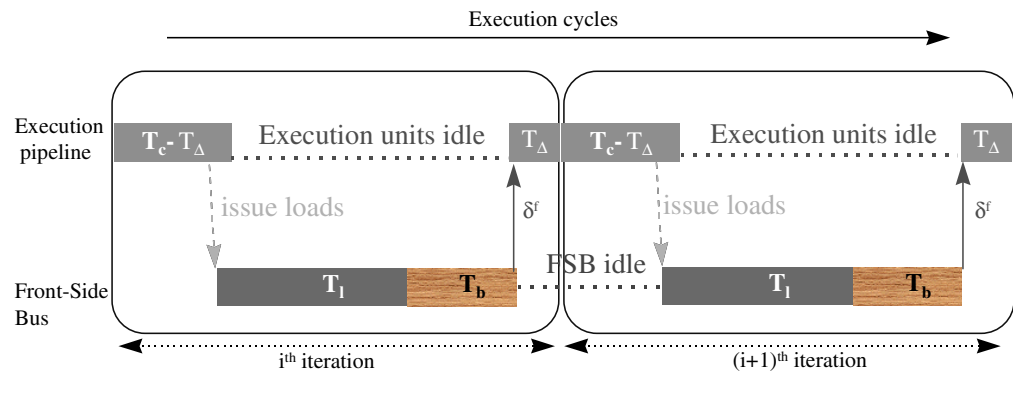 Execution cycles
Execution
pipeline
Tc- TΔ
Execution units idle
TΔ
Tc- TΔ
Execution units idle
TΔ
issue loads
δf
issue loads
δf
FSB idle
Front-Side
Bus
Tl
Tb
Tl
Tb
ith iteration
(i+1)th iteration